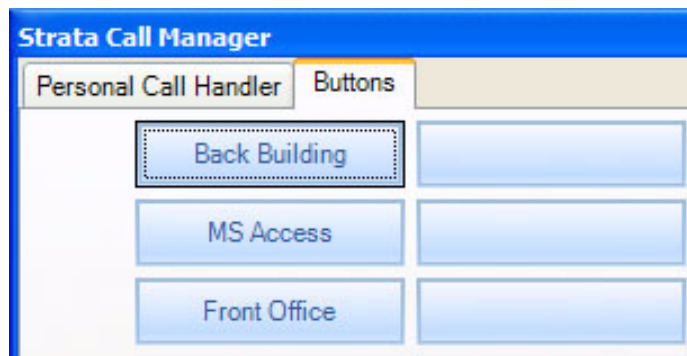 Strata Call Manager
Personal Call Handler Buttons
Back Building
MS Access
Front Office